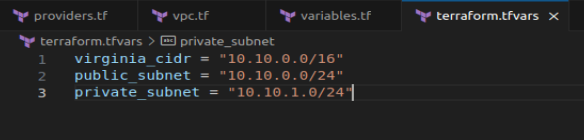 providers.tf vpc.tf variables.tf terraform.tfvars ×
terraform.tfvars > abc private_subnet
1 virginia_cidr = "10.10.0.0/16"
2 public_subnet = "10.10.0.0/24"
3 private_subnet = "10.10.1.0/24"